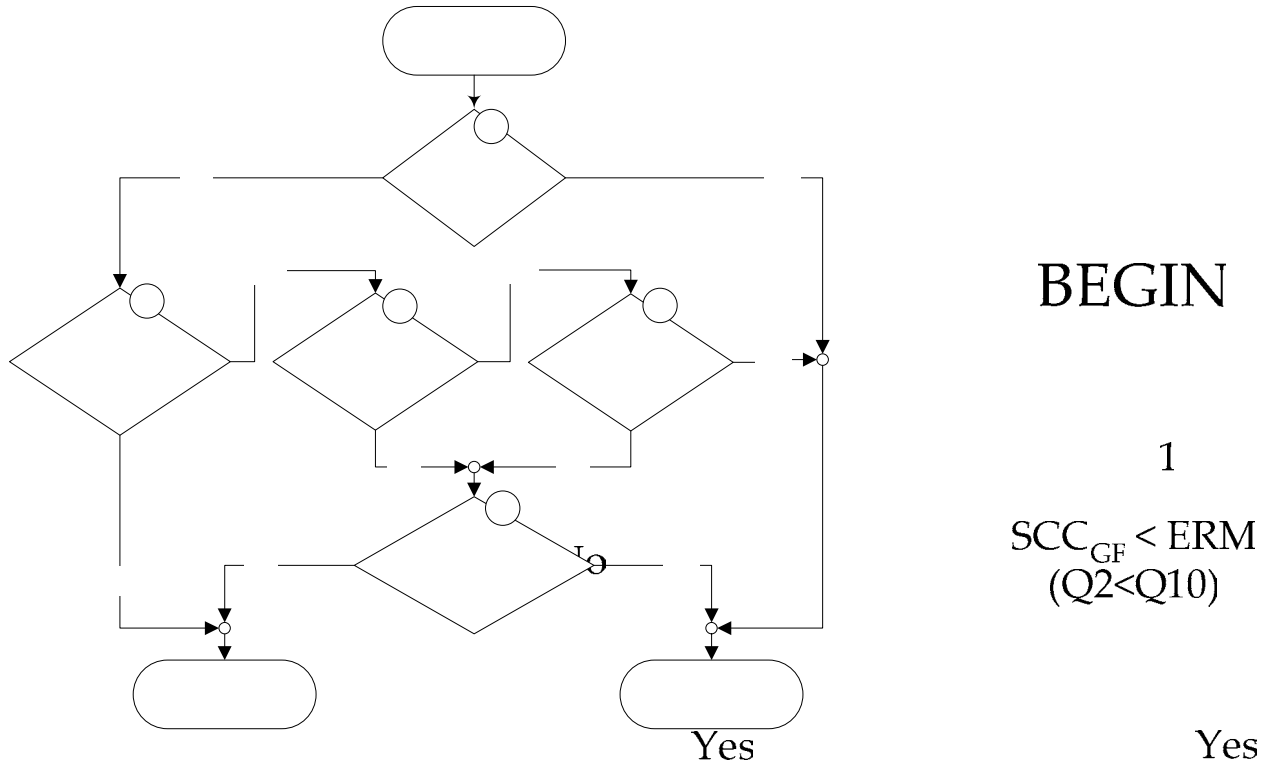 BEGIN
1
SCC_GF < ERM
(Q2<Q10)
Yes
Yes